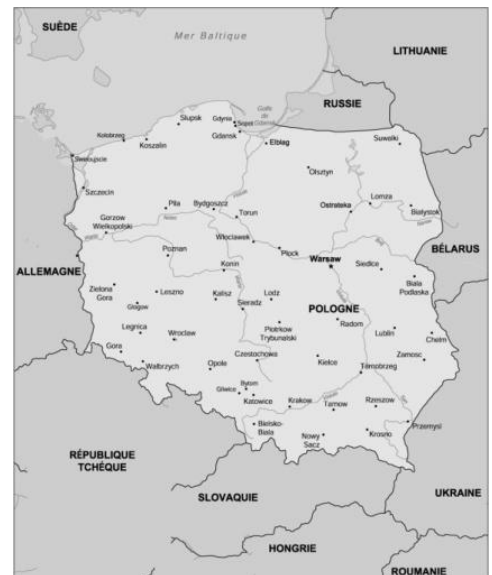 SUÈDE
Mer Baltique
LITHUANIE
RUSSIE
Golfe
de
Gdansk
Slupsk
Gdynia
Sopot
Gdansk
Kolobrzeg
Koszalin
Elblag
Suwalki
Swinoujscie
Olsztyn
Szczecin
Pila
Bydgoszcz
Torun
Ostroleka
Lomza
Bialystok
Gorzow
Wielkopolski
Wloclawek
Plock
Poznan
Warsaw
Siedlce
BÉLARUS
ALLEMAGNE
Konin
Biala
Podlaska
Zielona
Gora
Leszno
Kalisz
Lodz
Glogow
Sieradz
POLOGNE
Legnica
Wroclaw
Piotrkow
Trybunalski
Radom
Lublin
Chelm
Gora
Walbrzych
Opole
Czestochowa
Kielce
Zamosc
Tarnobrzeg
Bytom
Gliwice
Katowice
Krakow
Tarnow
Rzeszow
Bielsko-
Biala
Nowy
Sacz
Krosno
Przemysl
RÉPUBLIQUE
TCHÉQUE
SLOVAQUIE
UKRAINE
HONGRIE
ROUMANIE